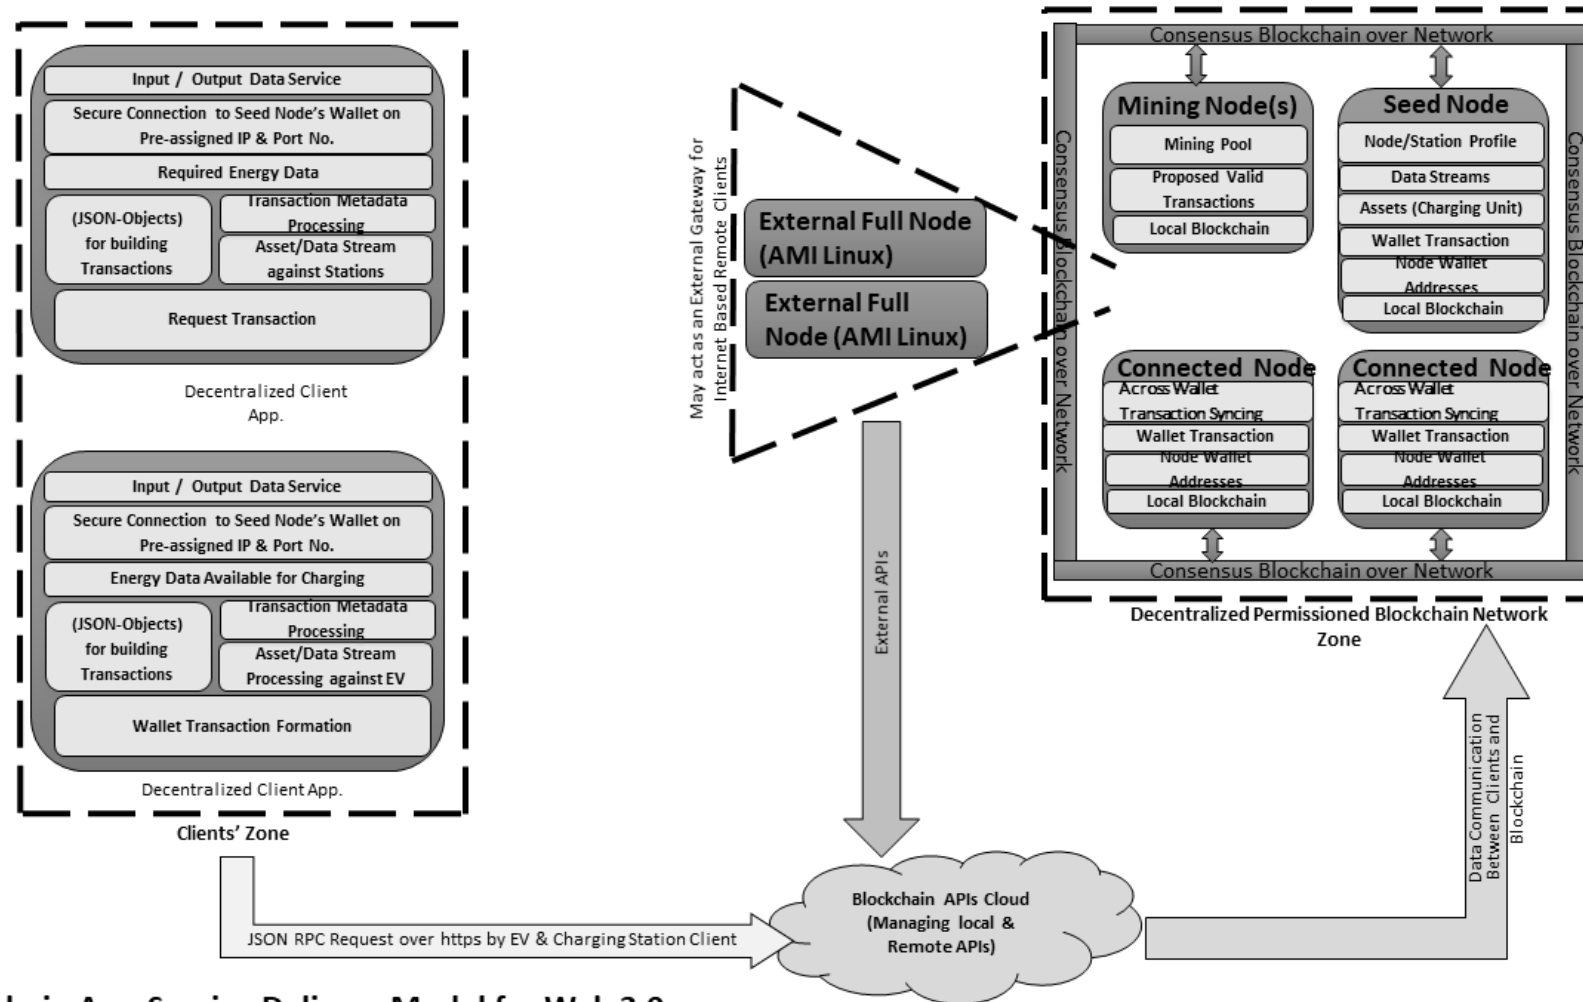 Input / Output Data Service
Secure Connection to Seed Node's Wallet on
Pre-assigned IP & Port No.
Required Energy Data
(JSON-Objects)
for building
Transactions
Transaction Metadata
Processing
Asset/Data Stream
against Stations
Request Transaction
Decentralized Client
App.
Input / Output Data Service
Secure Connection to Seed Node's Wallet on
Pre-assigned IP & Port No.
Energy Data Available for Charging
(JSON-Objects)
for building
Transactions
Transaction Metadata
Processing
Asset/Data Stream
Processing against EV
Wallet Transaction Formation
Decentralized Client App.
Clients' Zone
JSON RPC Request over https by EV & Charging Station Client
May act as an External Gateway for
Internet Based Remote Clients
External Full Node
(AMI Linux)
External Full
Node (AMI Linux)
External APIs
Blockchain APIs Cloud
(Managing local &
Remote APIs)
Consensus Blockchain over Network
Consensus Blockchain over Network
Mining Node(s)
Mining Pool
Proposed Valid
Transactions
Local Blockchain
Seed Node
Node/Station Profile
Data Streams
Assets (Charging Unit)
Wallet Transaction
Node Wallet
Addresses
Local Blockchain
Consensus Blockchain over Network
Connected Node
Across Wallet
Transaction Syncing
Wallet Transaction
Node Wallet
Addresses
Local Blockchain
Connected Node
Across Wallet
Transaction Syncing
Wallet Transaction
Node Wallet
Addresses
Local Blockchain
Consensus Blockchain over Network
Decentralized Permissioned Blockchain Network
Zone
Data Communication
Between Clients and
Blockchain